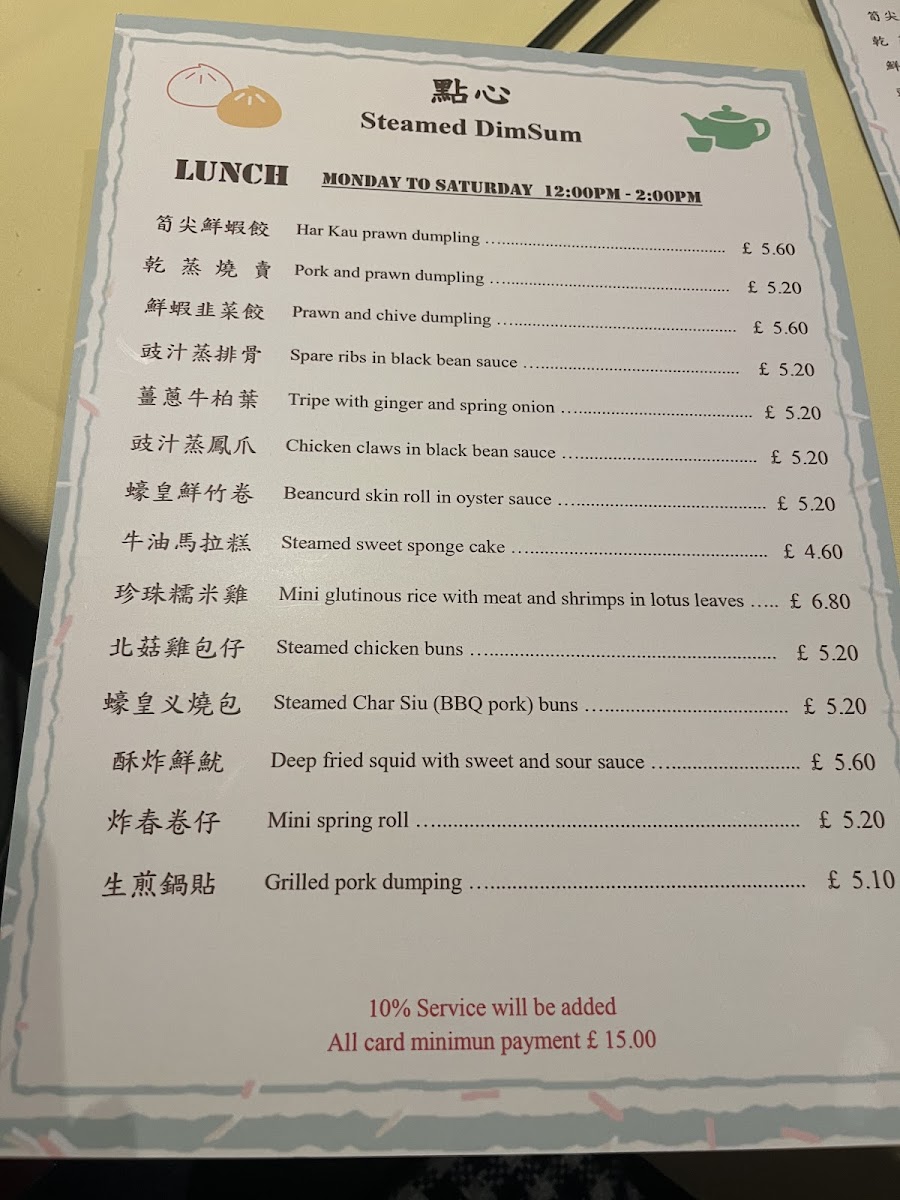 點心
Steamed DimSum
LUNCH MONDAY TO SATURDAY 12:00PM - 2:00PM
筍尖鮮蝦餃 Har Kau prawn dumpling ........ £ 5.60
乾蒸燒賣 Pork and prawn dumpling ........ £ 5.20
鮮蝦韭菜餃 Prawn and chive dumpling ........ £ 5.60
豉汁蒸排骨 Spare ribs in black bean sauce ........ £ 5.20
薑蔥牛柏葉 Tripe with ginger and spring onion ........ £ 5.20
豉汁蒸鳳爪 Chicken claws in black bean sauce ........ £ 5.20
蠔皇鮮竹卷 Beancurd skin roll in oyster sauce ........ £ 5.20
牛油馬拉糕 Steamed sweet sponge cake ........ £ 4.60
珍珠糯米雞 Mini glutinous rice with meat and shrimps in lotus leaves ..... £ 6.80
北菇雞包仔 Steamed chicken buns ........ £ 5.20
蠔皇义燒包 Steamed Char Siu (BBQ pork) buns ........ £ 5.20
酥炸鮮魷 Deep fried squid with sweet and sour sauce ........ £ 5.60
炸春卷仔 Mini spring roll ........ £ 5.20
生煎鍋貼 Grilled pork dumping ........ £ 5.10
10% Service will be added
All card minimun payment £ 15.00
筍尖
乾
鮮